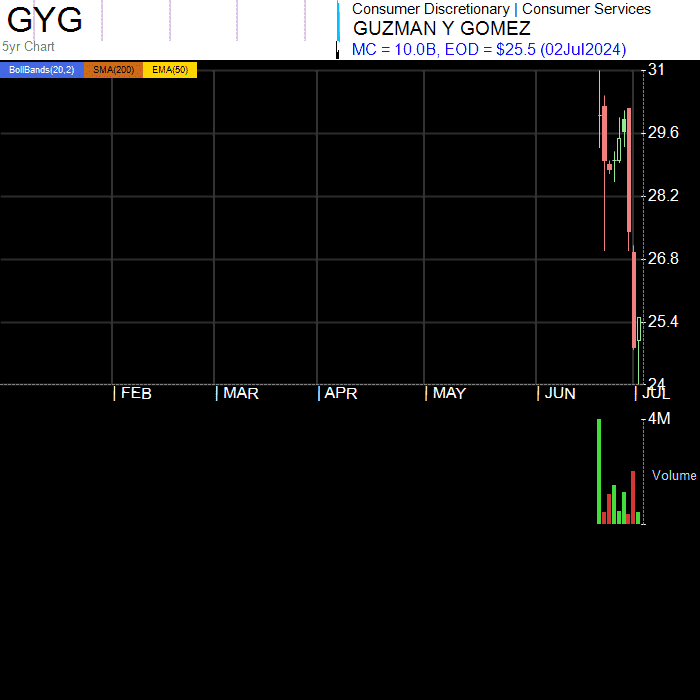 GYG
5yr Chart
Consumer Discretionary | Consumer Services
GUZMAN Y GOMEZ
MC = 10.0B, EOD = $25.5 (02Jul2024)
BollBands(20,2) SMA(200) EMA(50)
31
29.6
28.2
26.8
25.4
24
FEB MAR APR MAY JUN JUL
4M
Volume